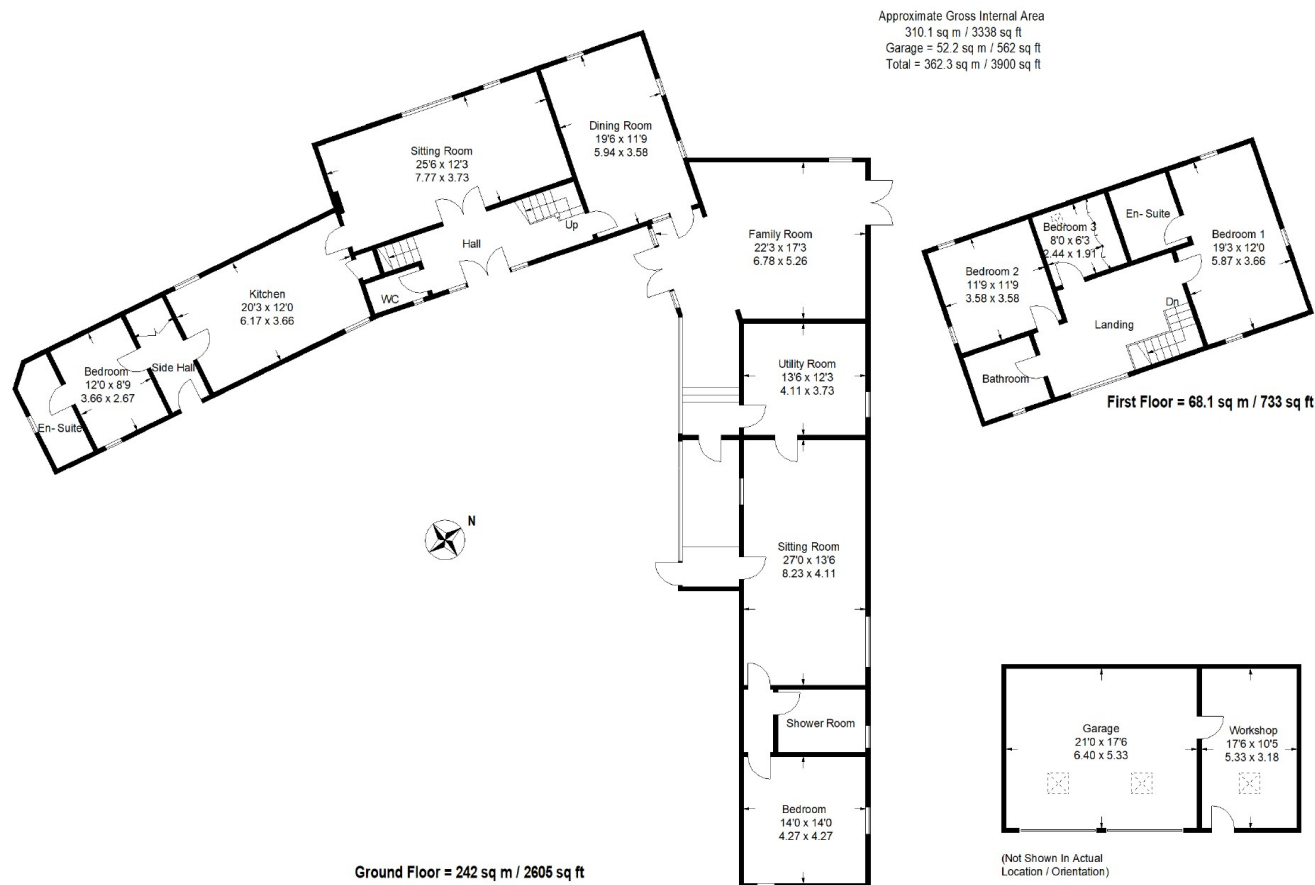 Approximate Gross Internal Area
310.1 sq m / 3338 sq ft
Garage = 52.2 sq m / 562 sq ft
Total = 362.3 sq m / 3900 sq ft
Dining Room
19'6 x 11'9
5.94 x 3.58
Sitting Room
25'6 x 12'3
7.77 x 3.73
Up
Hall
Family Room
22'3 x 17'3
6.78 x 5.26
Kitchen
20'3 x 12'0
6.17 x 3.66
WC
Side Hall
Bedroom
12'0 x 8'9
3.66 x 2.67
En- Suite
Utility Room
13'6 x 12'3
4.11 x 3.73
N
Sitting Room
27'0 x 13'6
8.23 x 4.11
Shower Room
Bedroom
14'0 x 14'0
4.27 x 4.27
Ground Floor = 242 sq m / 2605 sq ft
En- Suite
Bedroom 3
8'0 x 6'3
2.44 x 1.91
Bedroom 1
19'3 x 12'0
5.87 x 3.66
Bedroom 2
11'9 x 11'9
3.58 x 3.58
Dn
Landing
Bathroom
First Floor = 68.1 sq m / 733 sq ft
Garage
21'0 x 17'6
6.40 x 5.33
Workshop
17'6 x 10'5
5.33 x 3.18
(Not Shown In Actual
Location / Orientation)